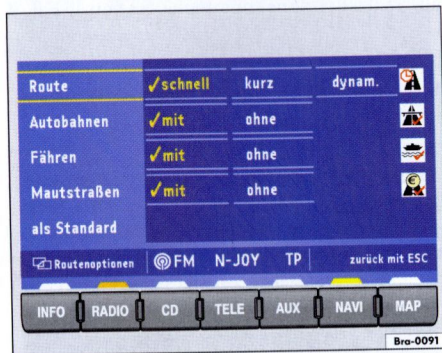 Route ✓schnell kurz dynam.
Autobahnen ✓mit ohne
Fähren ✓mit ohne
Mautstraßen ✓mit ohne
als Standard
Routenoptionen FM N-JOY TP zurück mit ESC
INFO RADIO CD TELE AUX NAVI MAP
Bra-0091